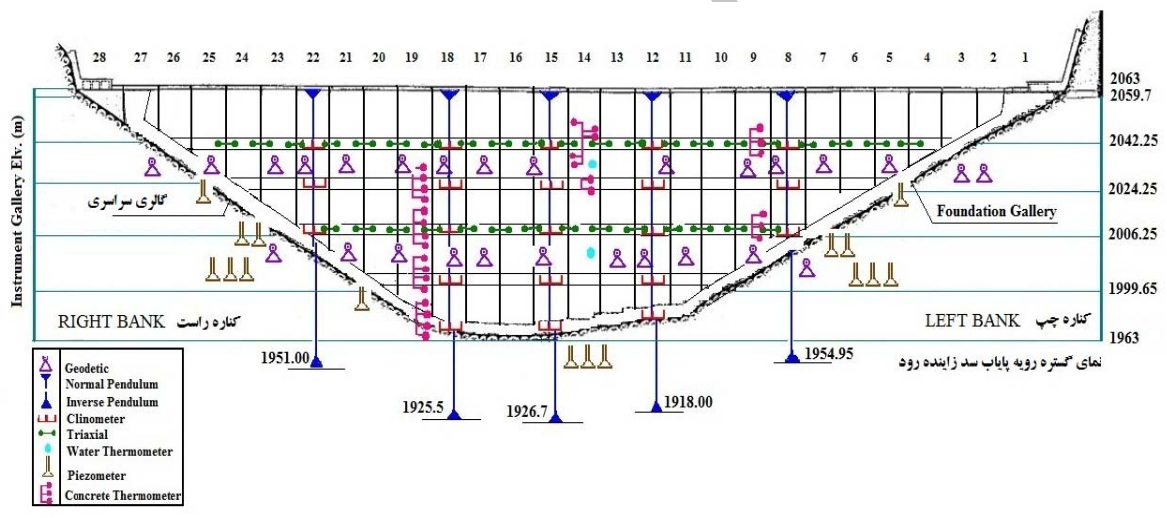 28 27 26 25 24 23 22 21 20 19 18 17 15 14 13 12 11 10 9 8 7 6 5 4 3 2 1
2063
2059.7
2042.25
2024.25
2006.25
1999.65
1963
Instrument Gallery Elv. (m)
گالری سراسری
Foundation Gallery
RIGHT BANK کناره راست
LEFT BANK کناره چپ
نمای گستره رویه پایاب سد زاینده رود
1951.00
1925.5
1926.7
1918.00
1954.95
Geodetic
Normal Pendulum
Inverse Pendulum
Clinometer
Triaxial
Water Thermometer
Piezometer
Concrete Thermometer